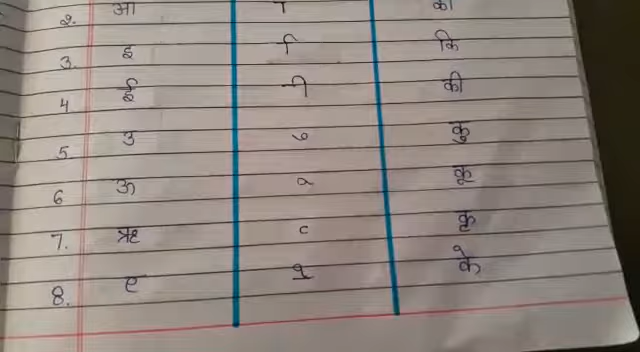 2. आ ा का
3. इ ि कि
4 ई ी की
5. उ ु कु
6 ऊ ू कू
7. ऋ ृ कृ
8. ए े के